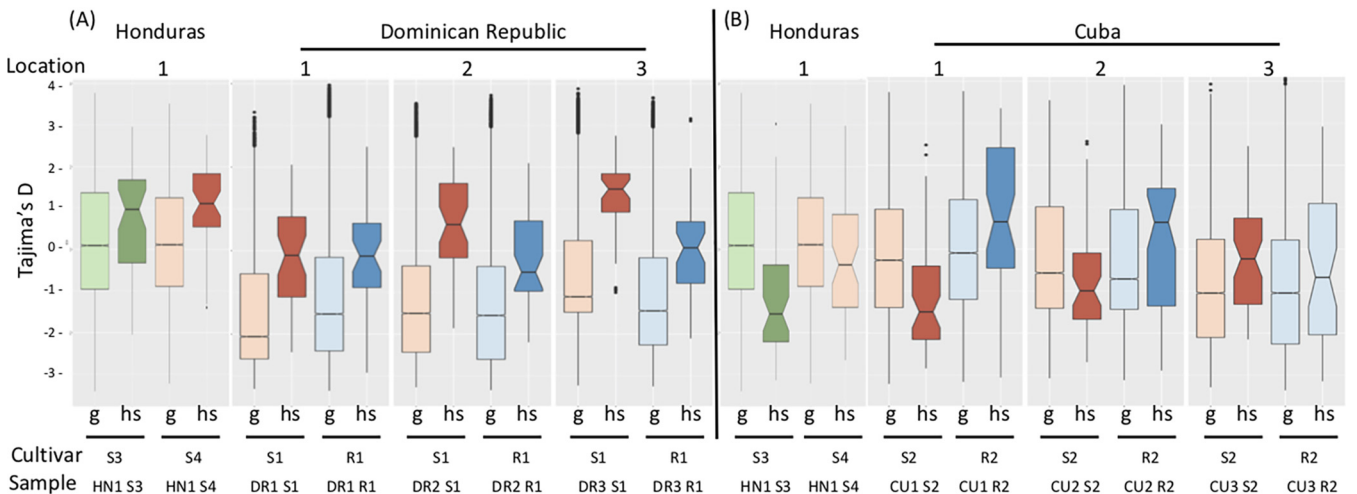 (A) Honduras Dominican Republic (B) Honduras Cuba
Location 1 1 2 3 1 1 2 3
4 -
3 -
2 -
1 -
0 -
-1 -
-2 -
-3 -
Tajima's D
g hs g hs g hs g hs g hs g hs g hs g hs g hs g hs g hs g hs g hs g hs g hs g hs
Cultivar S3 S4 S1 R1 S1 R1 S1 R1 S3 S4 S2 R2 S2 R2 S2 R2
Sample HN1 S3 HN1 S4 DR1 S1 DR1 R1 DR2 S1 DR2 R1 DR3 S1 DR3 R1 HN1 S3 HN1 S4 CU1 S2 CU1 R2 CU2 S2 CU2 R2 CU3 S2 CU3 R2